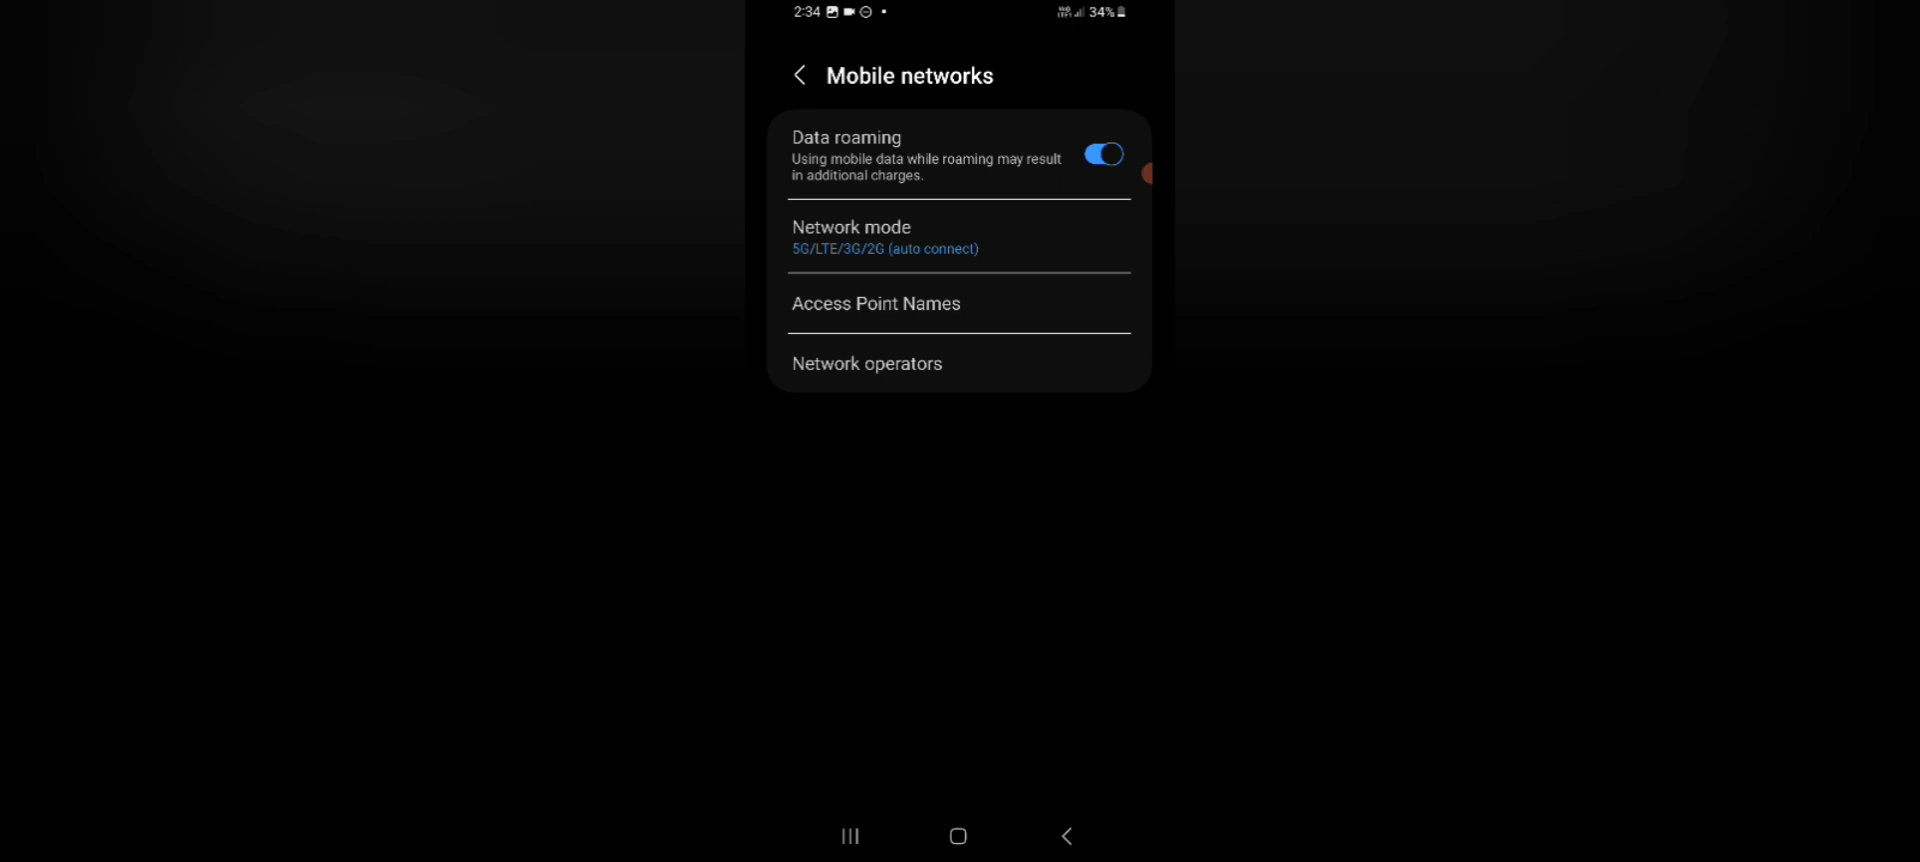 2:34
34%
Mobile networks
Data roaming
Using mobile data while roaming may result
in additional charges.
Network mode
5G/LTE/3G/2G (auto connect)
Access Point Names
Network operators